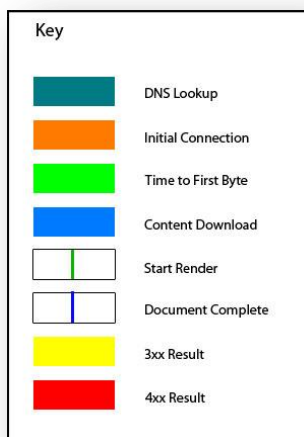 Key
DNS Lookup
Initial Connection
Time to First Byte
Content Download
Start Render
Document Complete
3xx Result
4xx Result